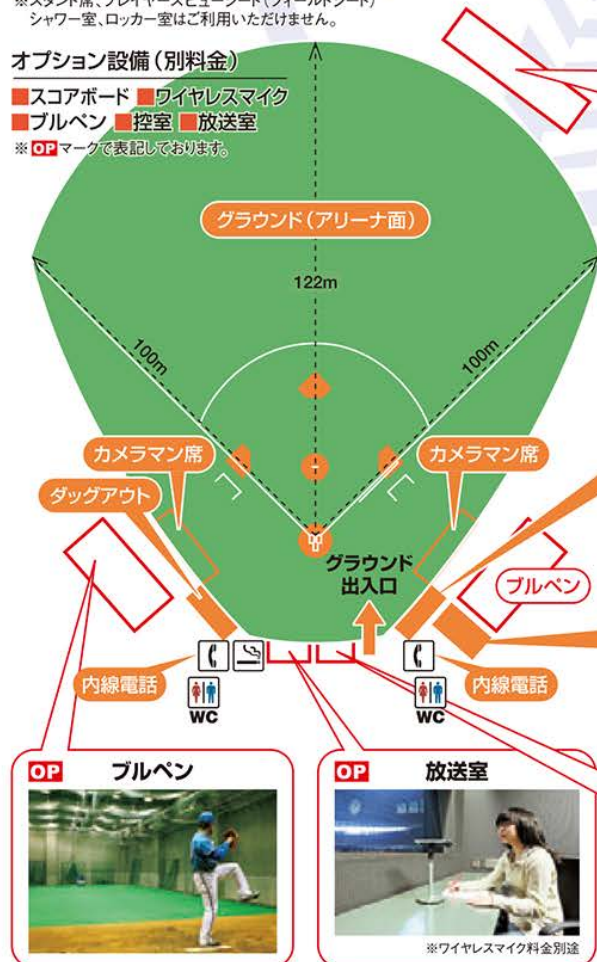 ※スタンド席、プレイヤーズビューシート(フィールドシート)
シャワー室、ロッカー室はご利用いただけません。
オプション設備(別料金)
■スコアボード ■ワイヤレスマイク
■ブルペン ■控室 ■放送室
※OPマークで表記しております。
グラウンド(アリーナ面)
122m
100m
100m
カメラマン席
カメラマン席
ダッグアウト
グラウンド
出入口
ブルペン
内線電話
内線電話
WC
WC
OP ブルペン
OP 放送室
※ワイヤレスマイク料金別途